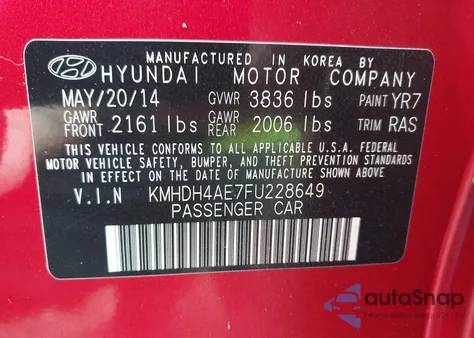 MANUFACTURED IN KOREA BY
HYUNDAI MOTOR COMPANY
MAY/20/14 GVWR 3836 lbs PAINT YR7
GAWR FRONT 2161 lbs GAWR REAR 2006 lbs TRIM RAS
THIS VEHICLE CONFORMS TO ALL APPLICABLE U.S.A. FEDERAL
MOTOR VEHICLE SAFETY, BUMPER, AND THEFT PREVENTION STANDARDS
IN EFFECT ON THE DATE OF MANUFACTURE SHOWN ABOVE.
V.I.N KMHDH4AE7FU228649
PASSENGER CAR
autoSnap